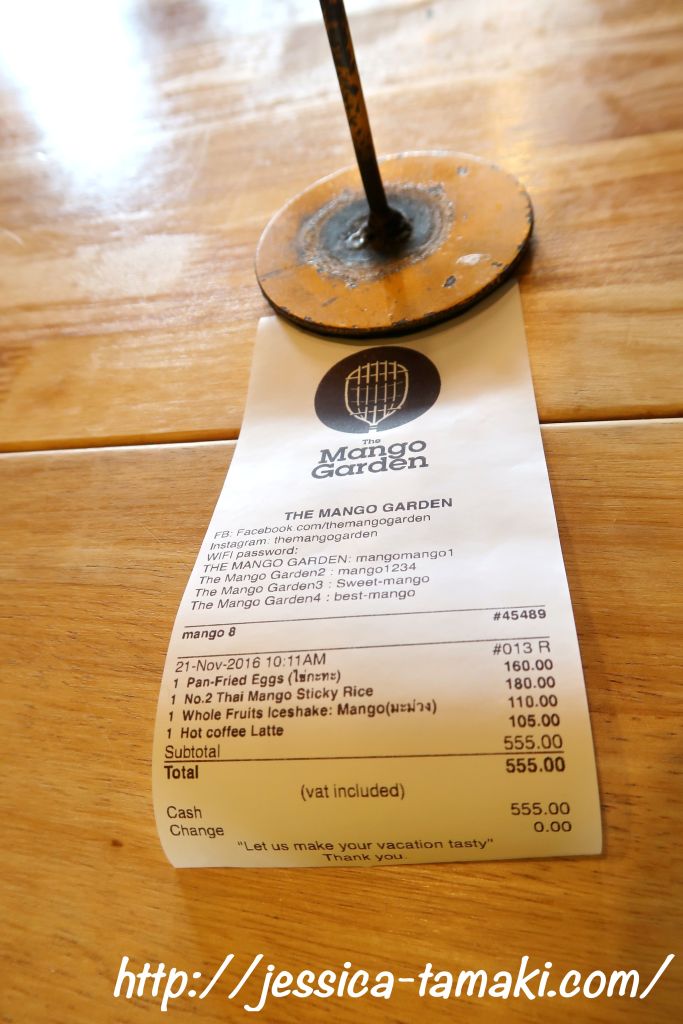 The
Mango
Garden
THE MANGO GARDEN
FB: Facebook.com/themangogarden
Instagram: themangogarden
WIFI password:
THE MANGO GARDEN: mangomango1
The Mango Garden2 : mango1234
The Mango Garden3 : Sweet-mango
The Mango Garden4 : best-mango
mango 8 #45489
21-Nov-2016 10:11AM #013 R
1 Pan-Fried Eggs (ไข่กะทะ) 160.00
1 No.2 Thai Mango Sticky Rice 180.00
1 Whole Fruits Iceshake: Mango(มะม่วง) 110.00
1 Hot coffee Latte 105.00
Subtotal 555.00
Total 555.00
(vat included)
Cash 555.00
Change 0.00
"Let us make your vacation tasty"
Thank you.
http://jessica-tamaki.com/